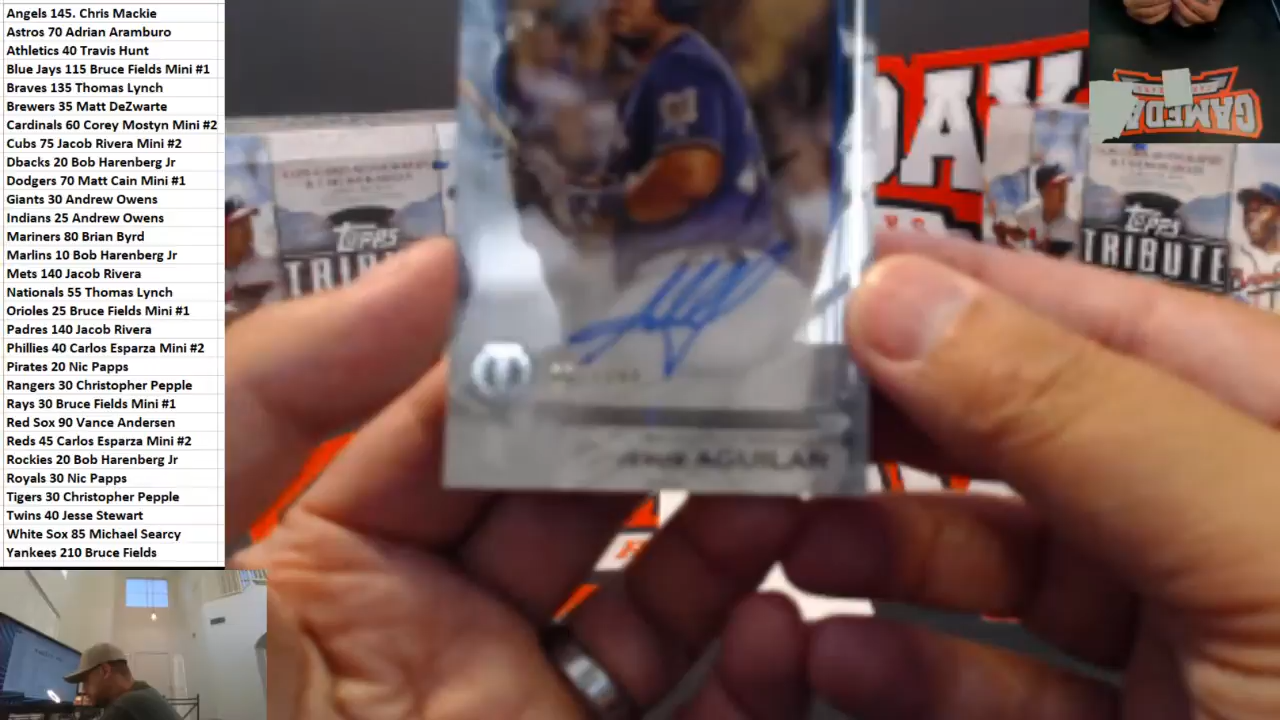 Angels 145. Chris Mackie
Astros 70 Adrian Aramburo
Athletics 40 Travis Hunt
Blue Jays 115 Bruce Fields Mini #1
Braves 135 Thomas Lynch
Brewers 35 Matt DeZwarte
Cardinals 60 Corey Mostyn Mini #2
Cubs 75 Jacob Rivera Mini #2
Dbacks 20 Bob Harenberg Jr
Dodgers 70 Matt Cain Mini #1
Giants 30 Andrew Owens
Indians 25 Andrew Owens
Mariners 80 Brian Byrd
Marlins 10 Bob Harenberg Jr
Mets 140 Jacob Rivera
Nationals 55 Thomas Lynch
Orioles 25 Bruce Fields Mini #1
Padres 140 Jacob Rivera
Phillies 40 Carlos Esparza Mini #2
Pirates 20 Nic Papps
Rangers 30 Christopher Pepple
Rays 30 Bruce Fields Mini #1
Red Sox 90 Vance Andersen
Reds 45 Carlos Esparza Mini #2
Rockies 20 Bob Harenberg Jr
Royals 30 Nic Papps
Tigers 30 Christopher Pepple
Twins 40 Jesse Stewart
White Sox 85 Michael Searcy
Yankees 210 Bruce Fields
TOPPS
TRIB
AGUILAR
DAY
TOPPS
TRIBUTE
GAMEDA